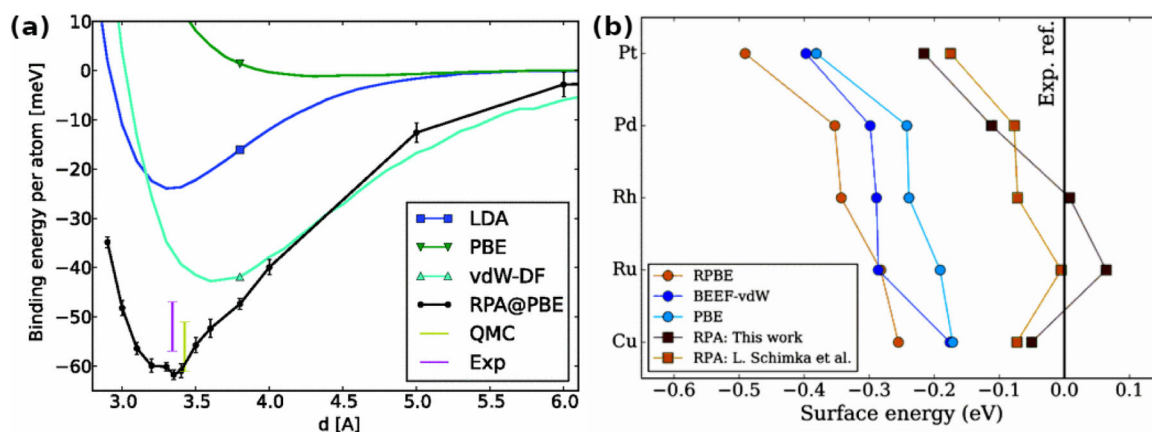 (a)
Binding energy per atom [meV]
10
0
−10
−20
−30
−40
−50
−60
3.0 3.5 4.0 4.5 5.0 5.5 6.0
d [A]
LDA
PBE
vdW-DF
RPA@PBE
QMC
Exp
(b)
Pt
Pd
Rh
Ru
Cu
Exp. ref.
RPBE
BEEF-vdW
PBE
RPA: This work
RPA: L. Schimka et al.
−0.6 −0.5 −0.4 −0.3 −0.2 −0.1 0.0 0.1
Surface energy (eV)